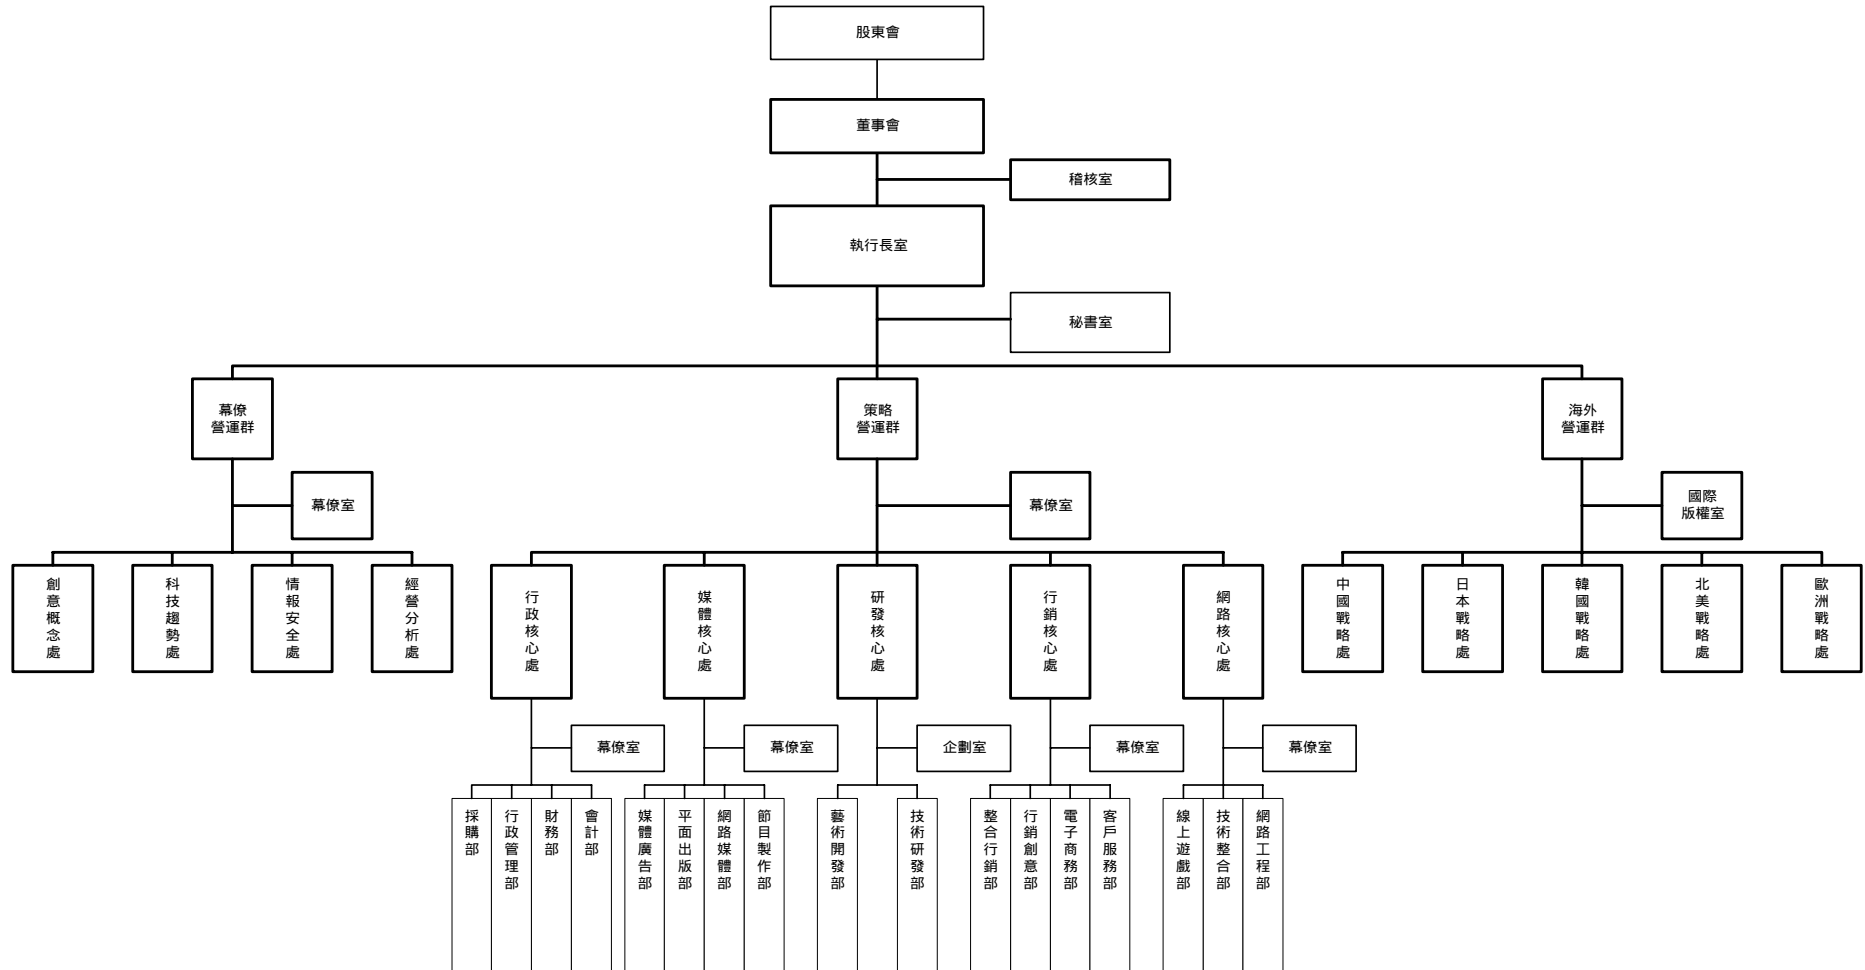 股東會
董事會
稽核室
執行長室
秘書室
幕僚
營運群
策略
營運群
海外
營運群
幕僚室
幕僚室
國際
版權室
創意概念處
科技趨勢處
情報安全處
經營分析處
行政核心處
媒體核心處
研發核心處
行銷核心處
網路核心處
中國戰略處
日本戰略處
韓國戰略處
北美戰略處
歐洲戰略處
幕僚室
幕僚室
企劃室
幕僚室
幕僚室
採購部
行政管理部
財務部
會計部
媒體廣告部
平面出版部
網路媒體部
節目製作部
藝術開發部
技術研發部
整合行銷部
行銷創意部
電子商務部
客戶服務部
線上遊戲部
技術整合部
網路工程部